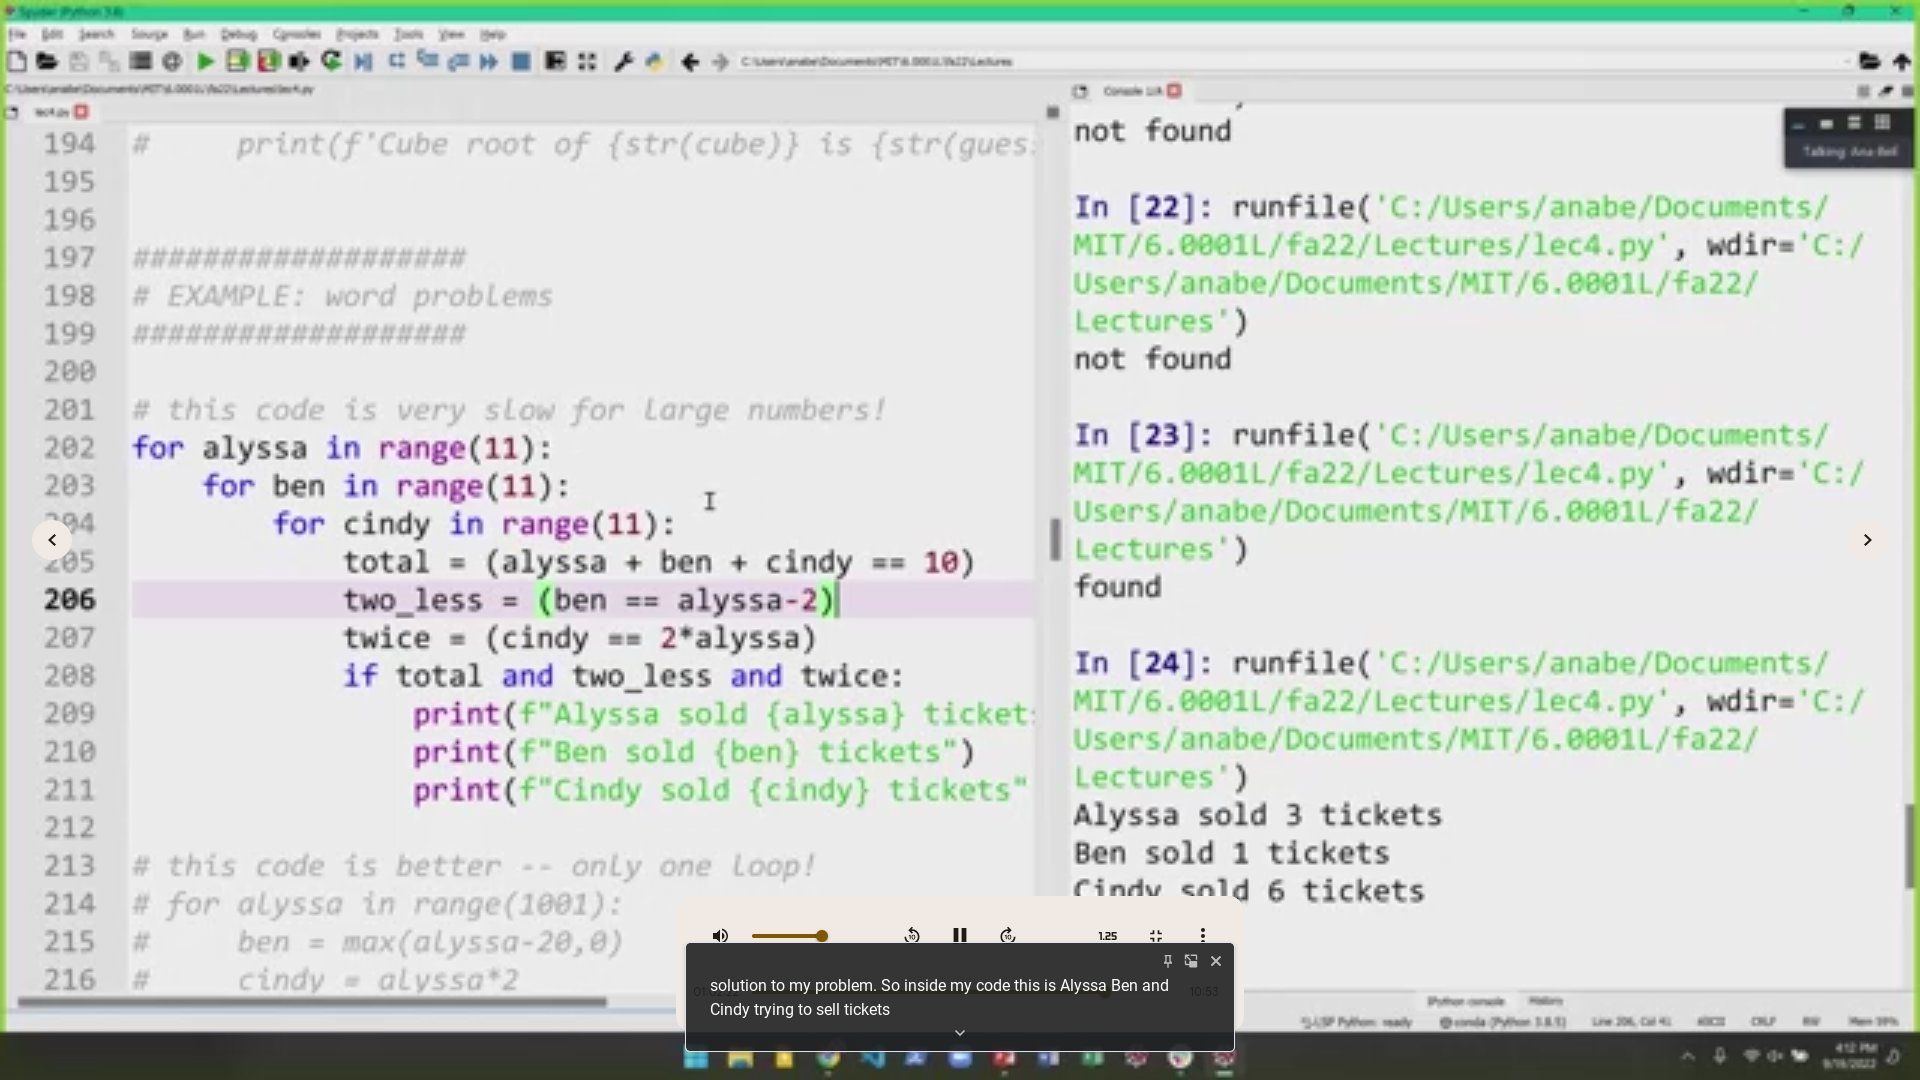 Spyder (Python 3.8)
File Edit Search Source Run Debug Consoles Projects Tools View Help
C:\Users\anabe\Documents\MIT\6.0001L\fa22\Lectures
C:\Users\anabe\Documents\MIT\6.0001L\fa22\Lectures\lec4.py
lec4.py
194 #     print(f'Cube root of {str(cube)} is {str(gues
195
196
197 ###################
198 # EXAMPLE: word problems
199 ###################
200
201 # this code is very slow for large numbers!
202 for alyssa in range(11):
203     for ben in range(11):
204         for cindy in range(11):
205             total = (alyssa + ben + cindy == 10)
206             two_less = (ben == alyssa-2)
207             twice = (cindy == 2*alyssa)
208             if total and two_less and twice:
209                 print(f"Alyssa sold {alyssa} ticket
210                 print(f"Ben sold {ben} tickets")
211                 print(f"Cindy sold {cindy} tickets"
212
213 # this code is better -- only one loop!
214 # for alyssa in range(1001):
215 #     ben = max(alyssa-20,0)
216 #     cindy = alyssa*2
Console 1/A
Talking: Ana Bell
not found
In [22]: runfile('C:/Users/anabe/Documents/
MIT/6.0001L/fa22/Lectures/lec4.py', wdir='C:/
Users/anabe/Documents/MIT/6.0001L/fa22/
Lectures')
not found
In [23]: runfile('C:/Users/anabe/Documents/
MIT/6.0001L/fa22/Lectures/lec4.py', wdir='C:/
Users/anabe/Documents/MIT/6.0001L/fa22/
Lectures')
found
In [24]: runfile('C:/Users/anabe/Documents/
MIT/6.0001L/fa22/Lectures/lec4.py', wdir='C:/
Users/anabe/Documents/MIT/6.0001L/fa22/
Lectures')
Alyssa sold 3 tickets
Ben sold 1 tickets
Cindy sold 6 tickets
10 10 1.25
10:53
solution to my problem. So inside my code this is Alyssa Ben and
Cindy trying to sell tickets
IPython console History
LSP Python: ready conda (Python 3.8.5) Line 206, Col 41 ASCII CRLF RW Mem 59%
4:12 PM
9/19/2022